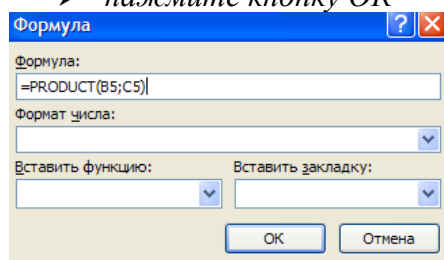 ➤ нажмите кнопку ОК
Формула
Формула:
=PRODUCT(B5;C5)
Формат числа:
Вставить функцию: Вставить закладку:
ОК Отмена